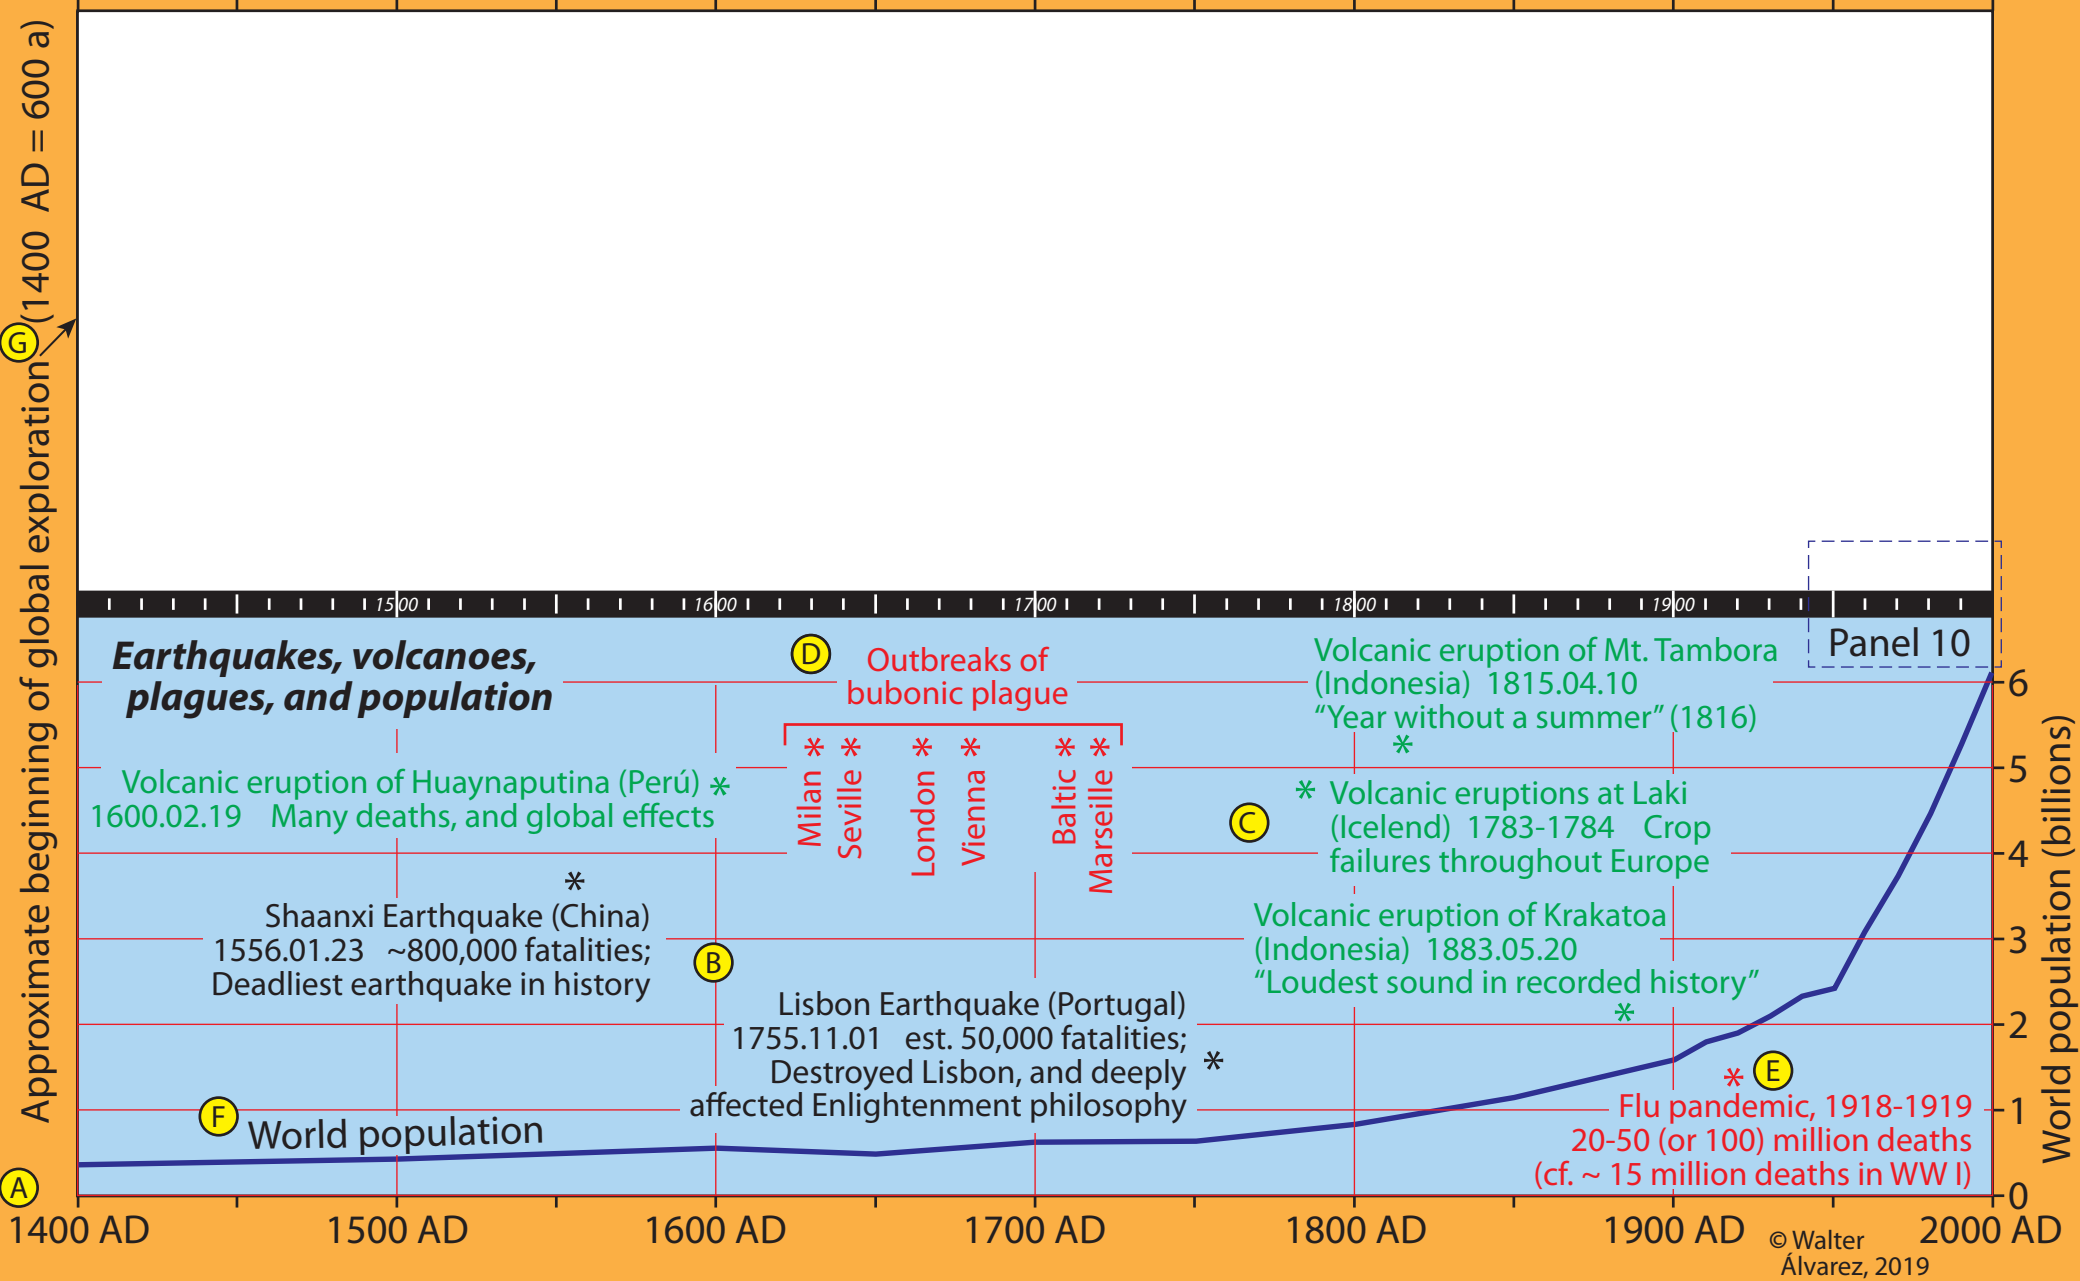 Approximate beginning of global exploration (1400 AD = 600 a)
G
1500
1600
1700
1800
1900
Earthquakes, volcanoes,
plagues, and population
D
Outbreaks of
bubonic plague
Volcanic eruption of Mt. Tambora
(Indonesia) 1815.04.10
“Year without a summer” (1816)
*
Panel 10
Volcanic eruption of Huaynaputina (Perú) *
1600.02.19 Many deaths, and global effects
Milan *
Seville *
London *
Vienna *
Baltic *
Marseille *
C
* Volcanic eruptions at Laki
(Icelend) 1783-1784 Crop
failures throughout Europe
*
Shaanxi Earthquake (China)
1556.01.23 ~800,000 fatalities;
Deadliest earthquake in history
B
Volcanic eruption of Krakatoa
(Indonesia) 1883.05.20
“Loudest sound in recorded history”
*
Lisbon Earthquake (Portugal)
1755.11.01 est. 50,000 fatalities;
Destroyed Lisbon, and deeply *
affected Enlightenment philosophy
* E
Flu pandemic, 1918-1919
20-50 (or 100) million deaths
(cf. ~ 15 million deaths in WW I)
F
World population
A
6
5
4
3
2
1
0
World population (billions)
1400 AD
1500 AD
1600 AD
1700 AD
1800 AD
1900 AD
2000 AD
© Walter
Álvarez, 2019